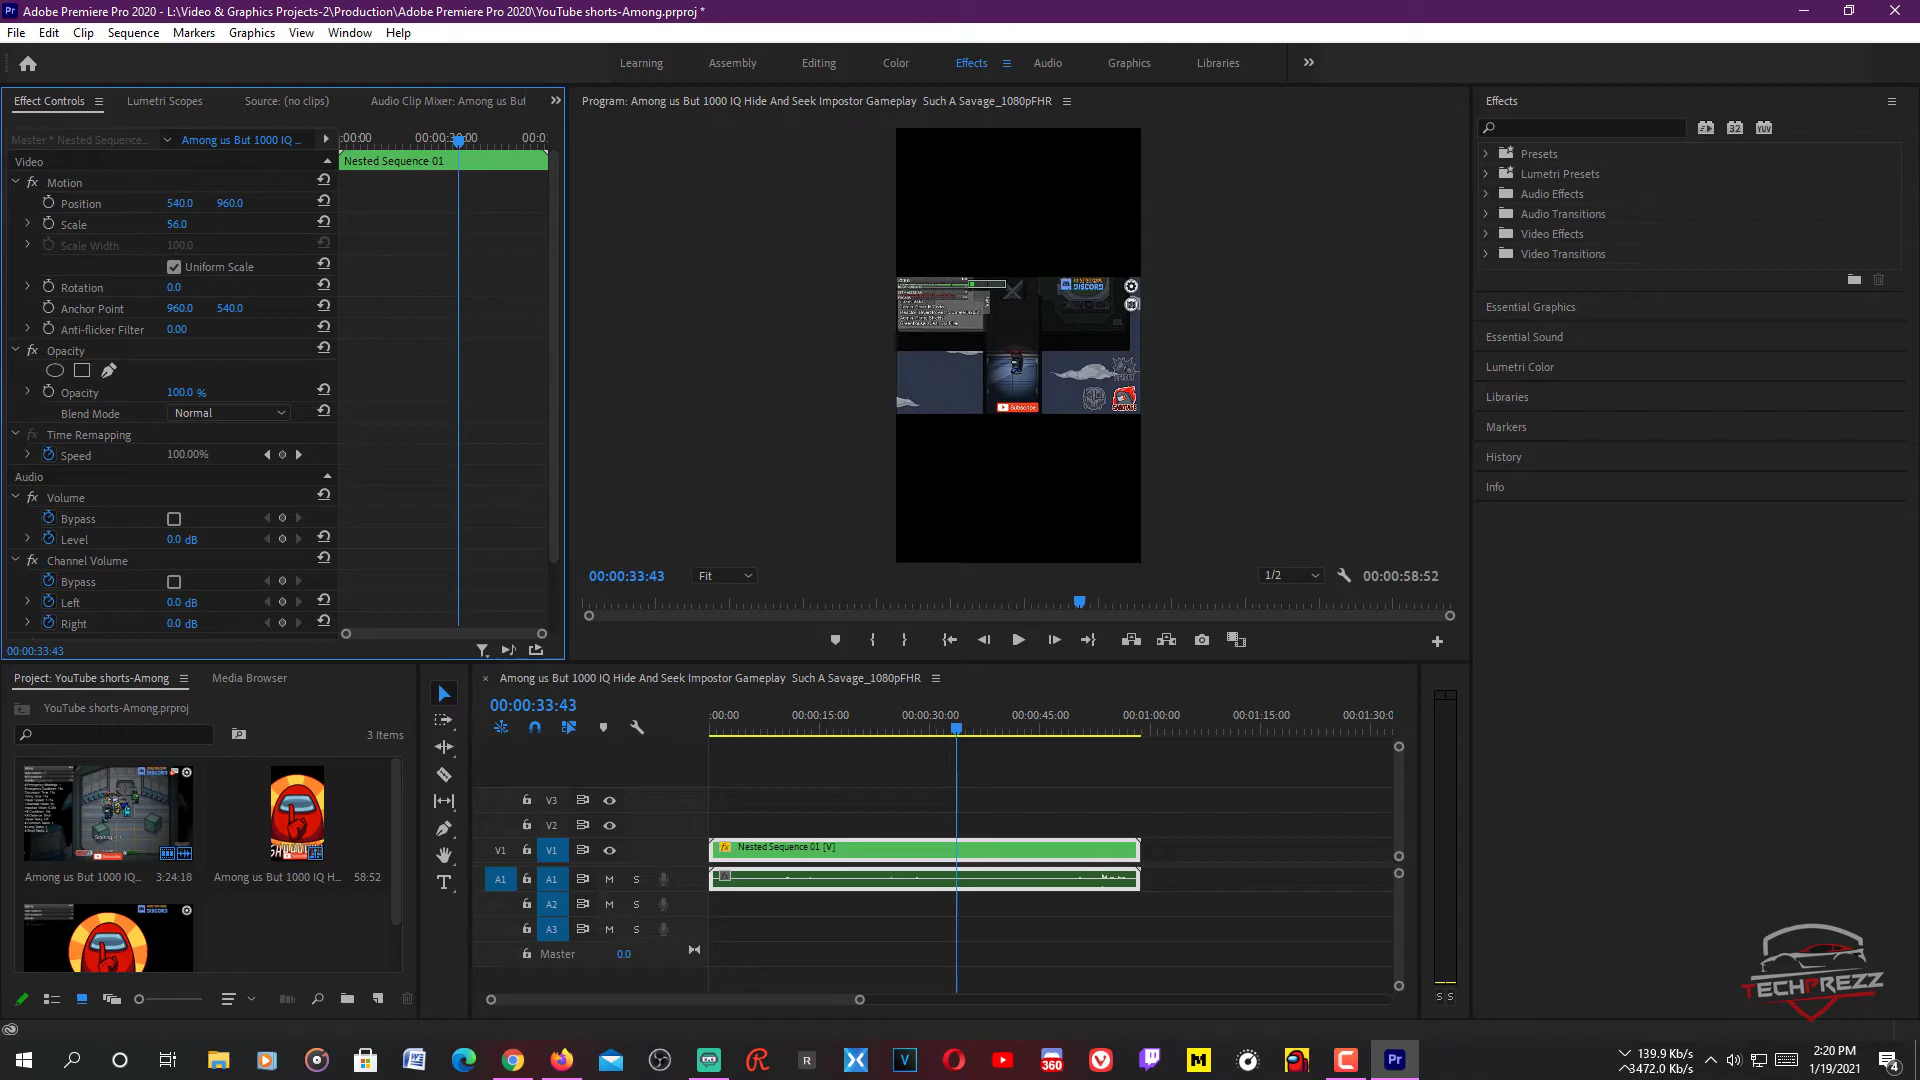 Adobe Premiere Pro 2020 - L:\Video & Graphics Projects-2\Production\Adobe Premiere Pro 2020\YouTube shorts-Among.prproj *
File Edit Clip Sequence Markers Graphics View Window Help
Learning Assembly Editing Color Effects Audio Graphics Libraries
Effect Controls Lumetri Scopes Source: (no clips) Audio Clip Mixer: Among us But
Master * Nested Sequence... Among us But 1000 IQ ... :00:00 00:00:30:00 00:0
Video
Nested Sequence 01
Motion
Position 540.0 960.0
Scale 56.0
Scale Width 100.0
Uniform Scale
Rotation 0.0
Anchor Point 960.0 540.0
Anti-flicker Filter 0.00
Opacity
Opacity 100.0 %
Blend Mode Normal
Time Remapping
Speed 100.00%
Audio
Volume
Bypass
Level 0.0 dB
Channel Volume
Bypass
Left 0.0 dB
Right 0.0 dB
00:00:33:43
Program: Among us But 1000 IQ Hide And Seek Impostor Gameplay Such A Savage_1080pFHR
DISCORD
SABOTAGE
Subscribe
00:00:33:43 Fit 1/2 00:00:58:52
Effects
32 YUV
Presets
Lumetri Presets
Audio Effects
Audio Transitions
Video Effects
Video Transitions
Essential Graphics
Essential Sound
Lumetri Color
Libraries
Markers
History
Info
Project: YouTube shorts-Among Media Browser
YouTube shorts-Among.prproj
3 Items
Among us But 1000 IQ... 3:24:18
Among us But 1000 IQ H... 58:52
Among us But 1000 IQ Hide And Seek Impostor Gameplay Such A Savage_1080pFHR
00:00:33:43
:00:00 00:00:15:00 00:00:30:00 00:00:45:00 00:01:00:00 00:01:15:00 00:01:30:0
V3
V2
V1 V1 Nested Sequence 01 [V]
A1 A1 M S
A2 M S
A3 M S
Master 0.0
S S
TECHPREZZ
139.9 Kb/s
3472.0 Kb/s
2:20 PM
1/19/2021
4
360
Pr